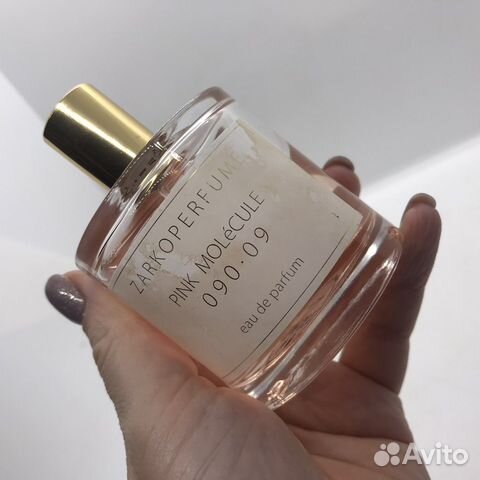 ZARKOPERFUME
PINK MOLéCULE
090·09
eau de parfum
Avito